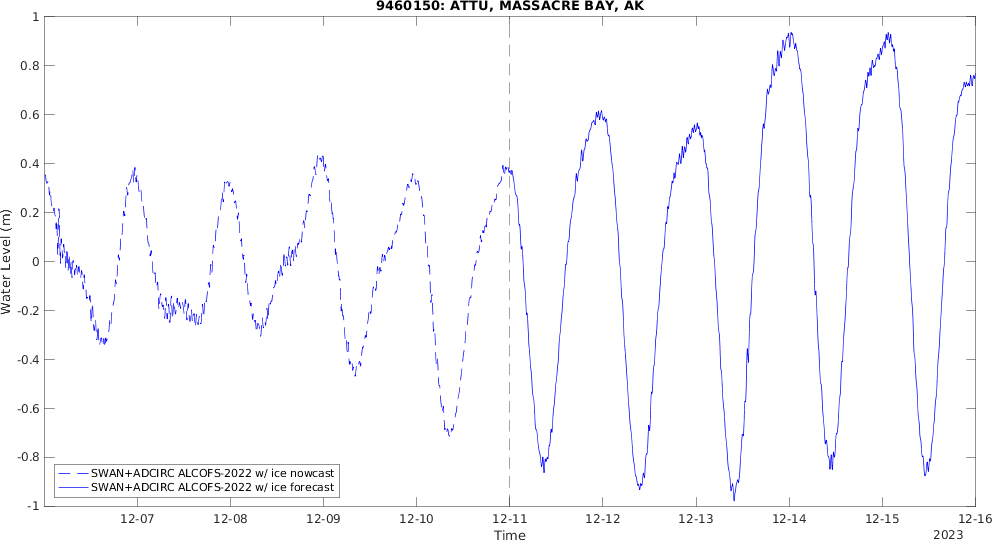 9460150: ATTU, MASSACRE BAY, AK
1
0.8
0.6
0.4
0.2
0
-0.2
-0.4
-0.6
-0.8
-1
Water Level (m)
SWAN+ADCIRC ALCOFS-2022 w/ ice nowcast
SWAN+ADCIRC ALCOFS-2022 w/ ice forecast
12-07 12-08 12-09 12-10 12-11 12-12 12-13 12-14 12-15 12-16
Time
2023